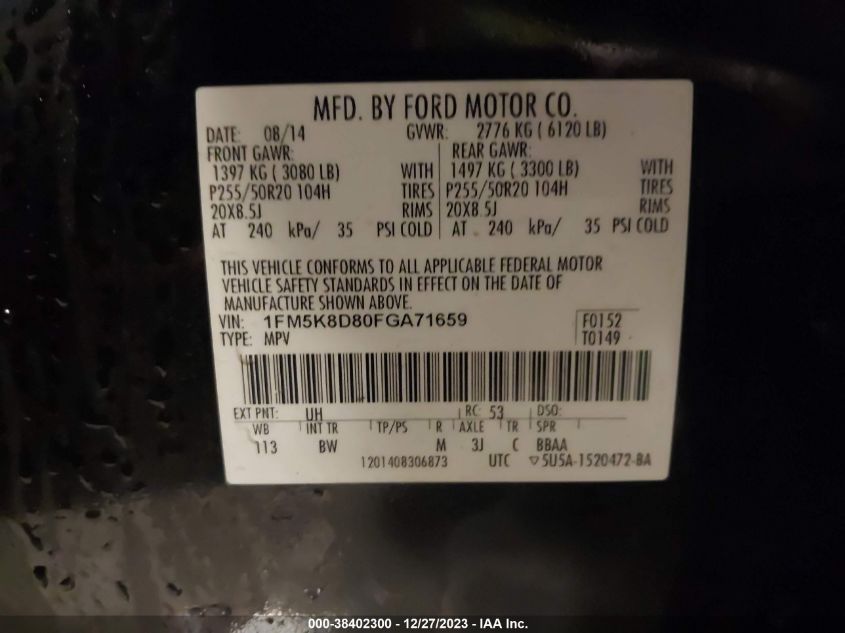 MFD. BY FORD MOTOR CO.
DATE: 08/14 GVWR: 2776 KG ( 6120 LB)
FRONT GAWR: REAR GAWR:
1397 KG ( 3080 LB) WITH 1497 KG ( 3300 LB) WITH
P255/50R20 104H TIRES P255/50R20 104H TIRES
20X8.5J RIMS 20X8.5J RIMS
AT 240 kPa/ 35 PSI COLD AT 240 kPa/ 35 PSI COLD
THIS VEHICLE CONFORMS TO ALL APPLICABLE FEDERAL MOTOR
VEHICLE SAFETY STANDARDS IN EFFECT ON THE DATE OF
MANUFACTURE SHOWN ABOVE.
VIN: 1FM5K8D80FGA71659 F0152
TYPE: MPV T0149
EXT PNT: UH RC: 53 DSO:
WB INT TR TP/PS R AXLE TR SPR
113 BW M 3J C BBAA
1201408306873 UTC ▽5U5A-1520472-BA
000-38402300 - 12/27/2023 - IAA Inc.